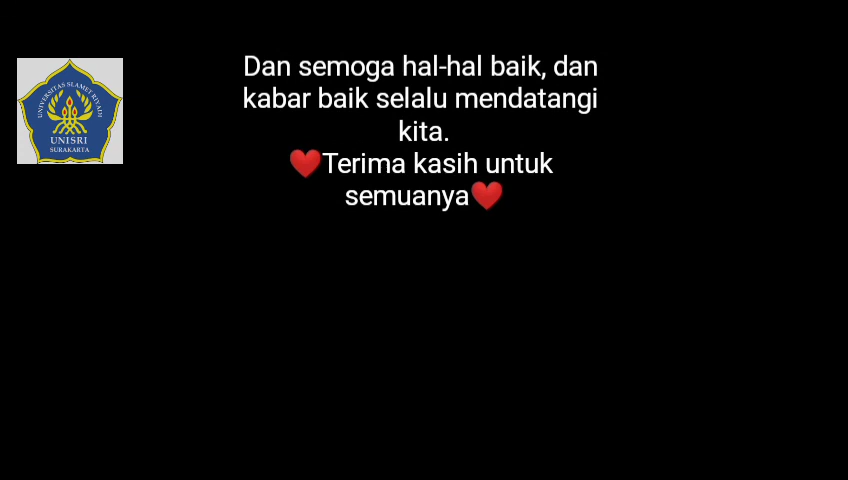 UNIVERSITAS SLAMET RIYADI
UNISRI
SURAKARTA
Dan semoga hal-hal baik, dan
kabar baik selalu mendatangi
kita.
❤️Terima kasih untuk
semuanya❤️